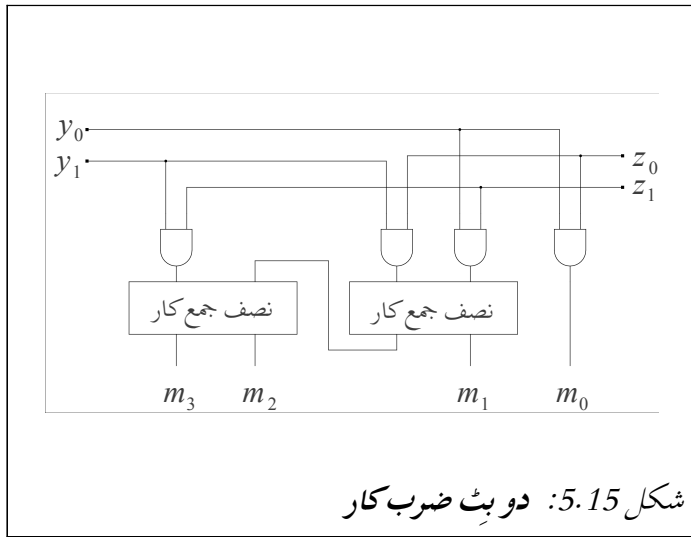 y₀
y₁
z₀
z₁
نصف جمع کار
نصف جمع کار
m₃ m₂ m₁ m₀
شکل 5.15: دو بِٹ ضرب کار